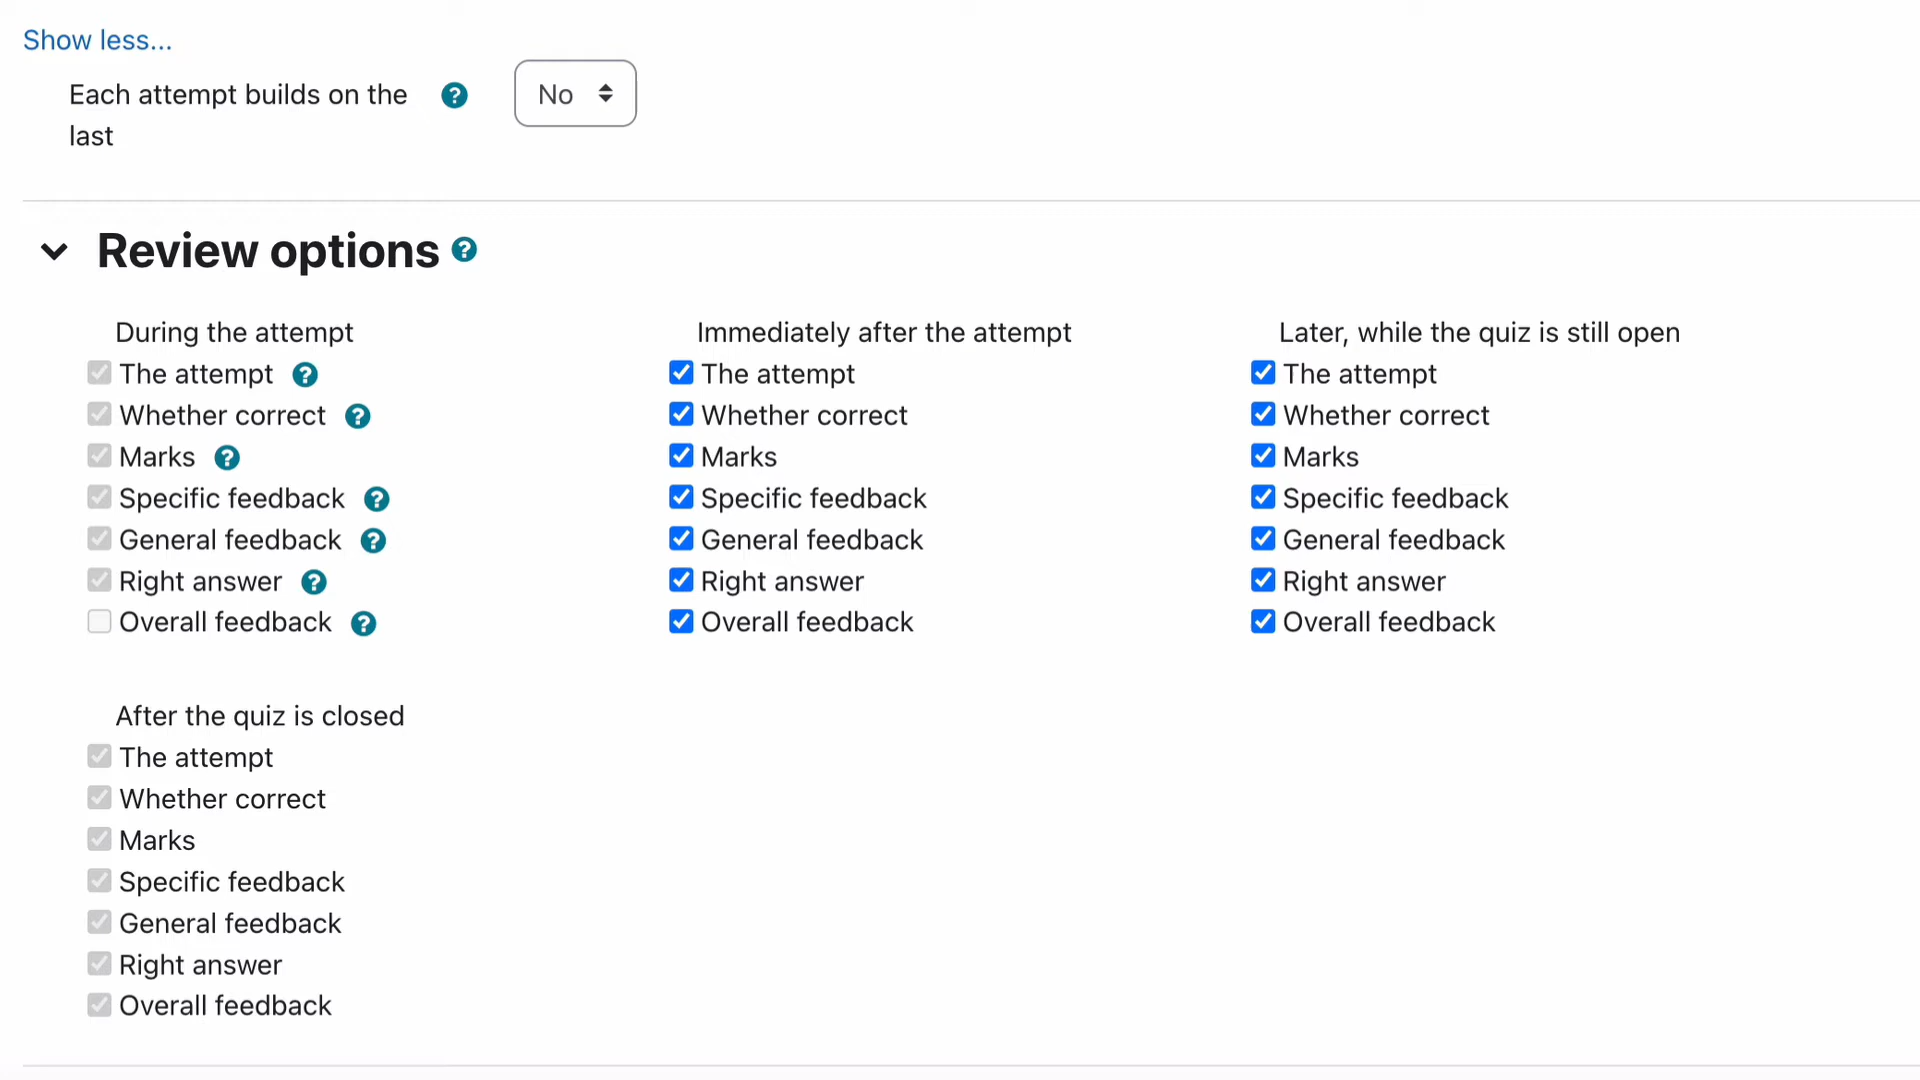 Show less...
Each attempt builds on the
last
No
Review options
During the attempt
The attempt
Whether correct
Marks
Specific feedback
General feedback
Right answer
Overall feedback
Immediately after the attempt
The attempt
Whether correct
Marks
Specific feedback
General feedback
Right answer
Overall feedback
Later, while the quiz is still open
The attempt
Whether correct
Marks
Specific feedback
General feedback
Right answer
Overall feedback
After the quiz is closed
The attempt
Whether correct
Marks
Specific feedback
General feedback
Right answer
Overall feedback